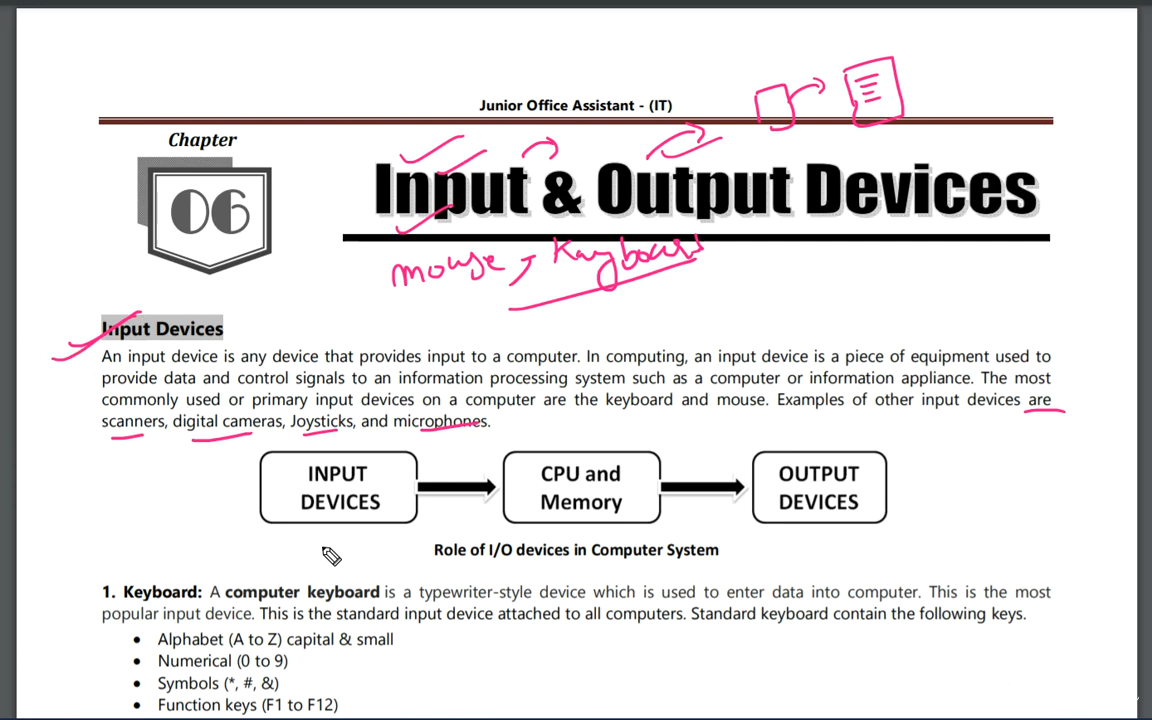 Junior Office Assistant - (IT)
Chapter
06
Input & Output Devices
mouse, Keyboard
Input Devices
An input device is any device that provides input to a computer. In computing, an input device is a piece of equipment used to
provide data and control signals to an information processing system such as a computer or information appliance. The most
commonly used or primary input devices on a computer are the keyboard and mouse. Examples of other input devices are
scanners, digital cameras, Joysticks, and microphones.
INPUT DEVICES
CPU and Memory
OUTPUT DEVICES
Role of I/O devices in Computer System
1. Keyboard: A computer keyboard is a typewriter-style device which is used to enter data into computer. This is the most
popular input device. This is the standard input device attached to all computers. Standard keyboard contain the following keys.
• Alphabet (A to Z) capital & small
• Numerical (0 to 9)
• Symbols (*, #, &)
• Function keys (F1 to F12)